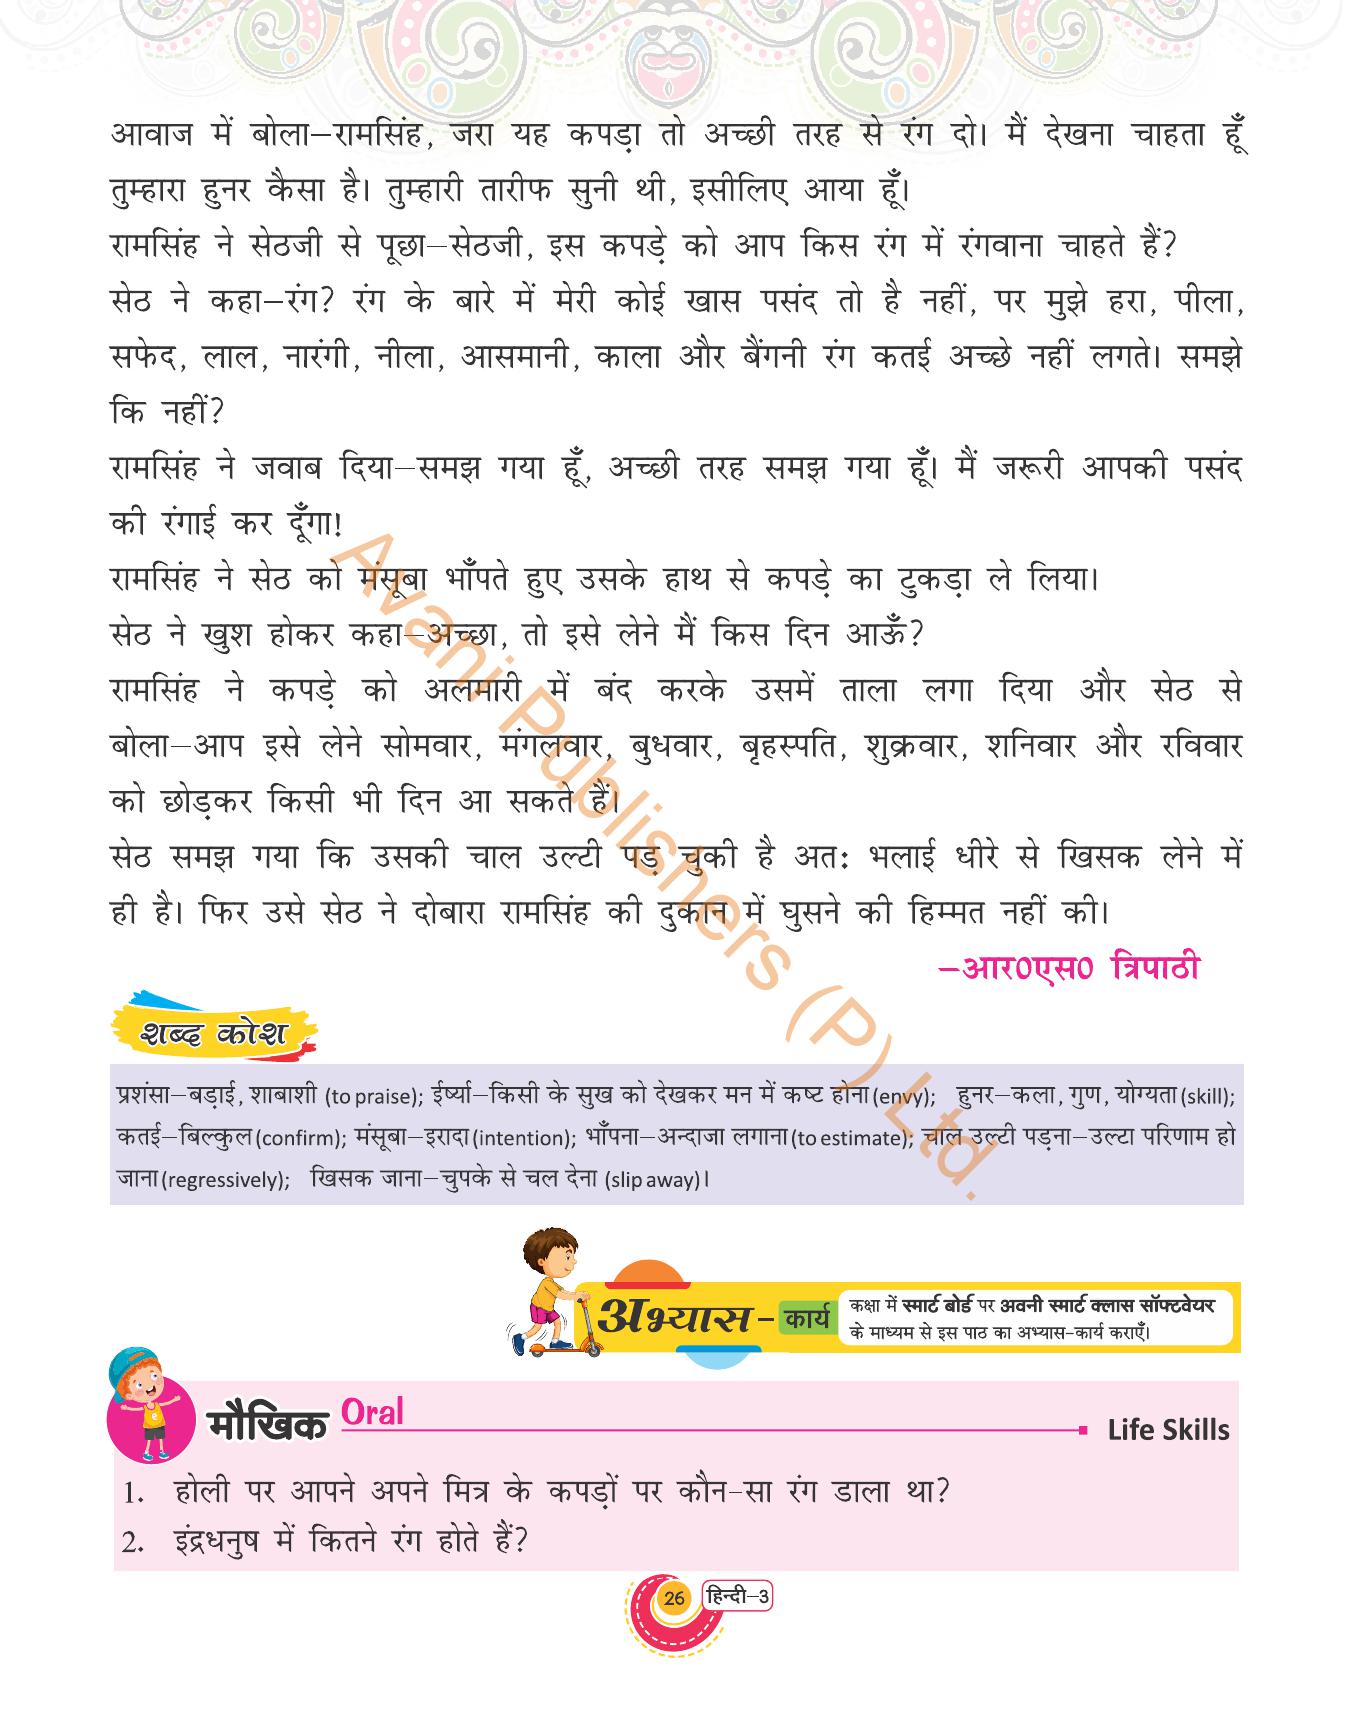 आवाज में बोला–रामसिंह, जरा यह कपड़ा तो अच्छी तरह से रंग दो। मैं देखना चाहता हूँ
तुम्हारा हुनर कैसा है। तुम्हारी तारीफ सुनी थी, इसीलिए आया हूँ।
रामसिंह ने सेठजी से पूछा–सेठजी, इस कपड़े को आप किस रंग में रंगवाना चाहते हैं?
सेठ ने कहा–रंग? रंग के बारे में मेरी कोई खास पसंद तो है नहीं, पर मुझे हरा, पीला,
सफेद, लाल, नारंगी, नीला, आसमानी, काला और बैंगनी रंग कतई अच्छे नहीं लगते। समझे
कि नहीं?
रामसिंह ने जवाब दिया–समझ गया हूँ, अच्छी तरह समझ गया हूँ। मैं जरूरी आपकी पसंद
की रंगाई कर दूँगा!
रामसिंह ने सेठ को मंसूबा भाँपते हुए उसके हाथ से कपड़े का टुकड़ा ले लिया।
सेठ ने खुश होकर कहा–अच्छा, तो इसे लेने मैं किस दिन आऊँ?
रामसिंह ने कपड़े को अलमारी में बंद करके उसमें ताला लगा दिया और सेठ से
बोला–आप इसे लेने सोमवार, मंगलवार, बुधवार, बृहस्पति, शुक्रवार, शनिवार और रविवार
को छोड़कर किसी भी दिन आ सकते हैं।
सेठ समझ गया कि उसकी चाल उल्टी पड़ चुकी है अतः भलाई धीरे से खिसक लेने में
ही है। फिर उसे सेठ ने दोबारा रामसिंह की दुकान में घुसने की हिम्मत नहीं की।
–आर0एस0 त्रिपाठी
Avani Publishers (P) Ltd.
शब्द कोश
प्रशंसा–बड़ाई, शाबाशी (to praise); ईर्ष्या–किसी के सुख को देखकर मन में कष्ट होना (envy); हुनर–कला, गुण, योग्यता (skill);
कतई–बिल्कुल (confirm); मंसूबा–इरादा (intention); भाँपना–अन्दाजा लगाना (to estimate); चाल उल्टी पड़ना–उल्टा परिणाम हो
जाना (regressively); खिसक जाना–चुपके से चल देना (slip away)।
अभ्यास - कार्य
कक्षा में स्मार्ट बोर्ड पर अवनी स्मार्ट क्लास सॉफ्टवेयर
के माध्यम से इस पाठ का अभ्यास-कार्य कराएँ।
मौखिक Oral Life Skills
1. होली पर आपने अपने मित्र के कपड़ों पर कौन-सा रंग डाला था?
2. इंद्रधनुष में कितने रंग होते हैं?
26 हिन्दी–3